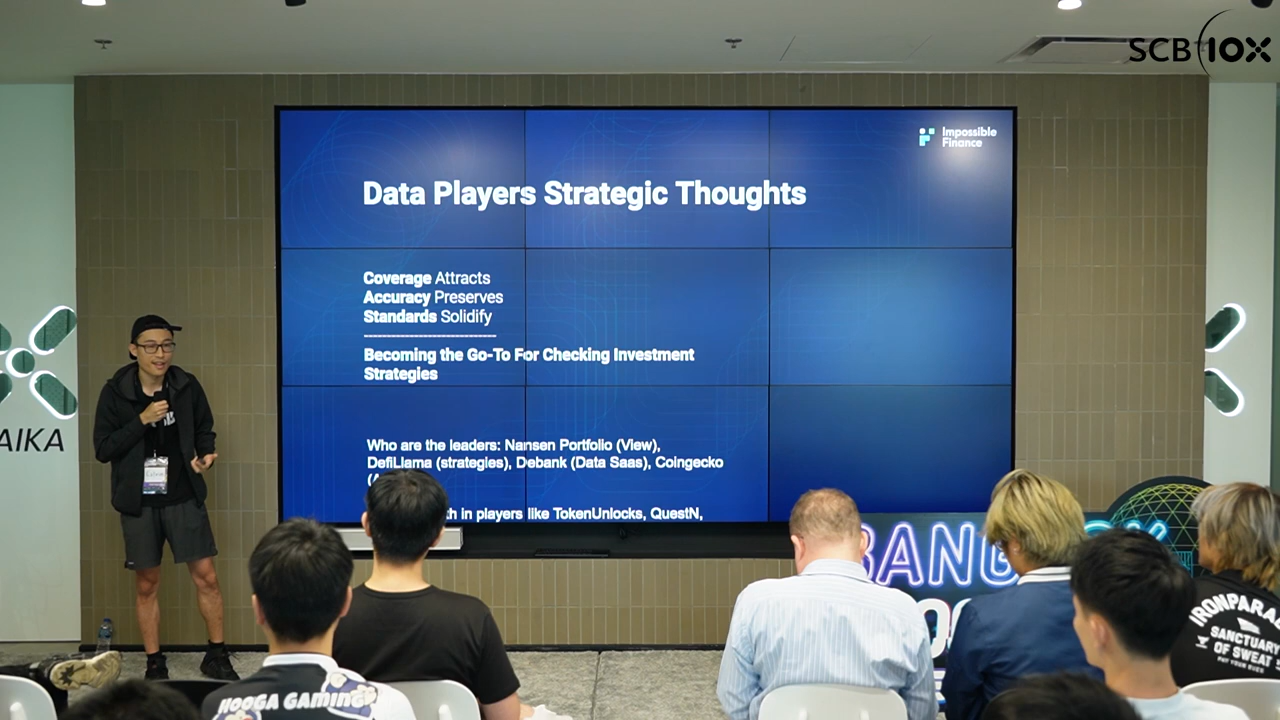 SCB 10X
Impossible
Finance
Data Players Strategic Thoughts
Coverage Attracts
Accuracy Preserves
Standards Solidify
Becoming the Go-To For Checking Investment
Strategies
Who are the leaders: Nansen Portfolio (View),
DefiLlama (strategies), Debank (Data Saas), Coingecko
in players like TokenUnlocks, QuestN,
AIKA
BANG
HOOGA GAMING
SANCTUARY
OF SWEAT